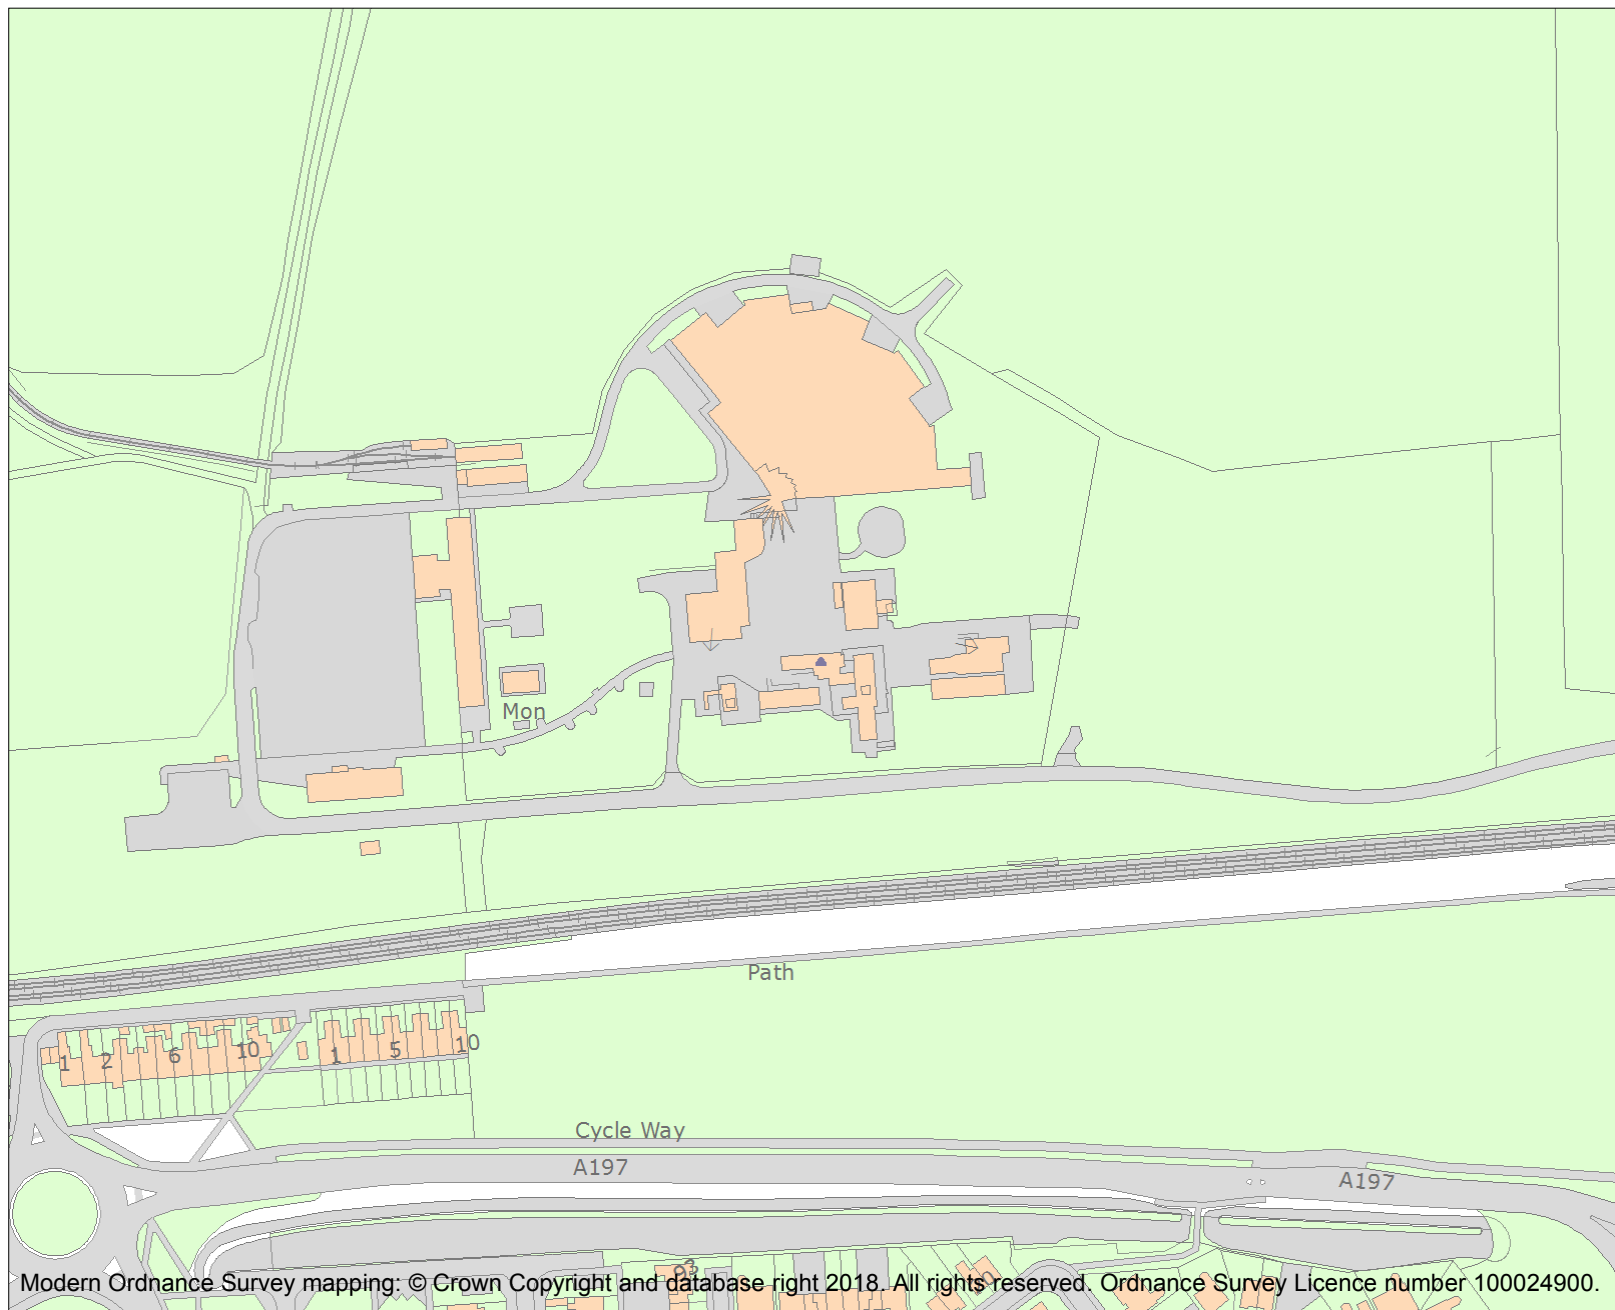 Mon
Path
1 2 6 10 1 5 10
Cycle Way
A197
A197
93
Modern Ordnance Survey mapping: © Crown Copyright and database right 2018. All rights reserved. Ordnance Survey Licence number 100024900.